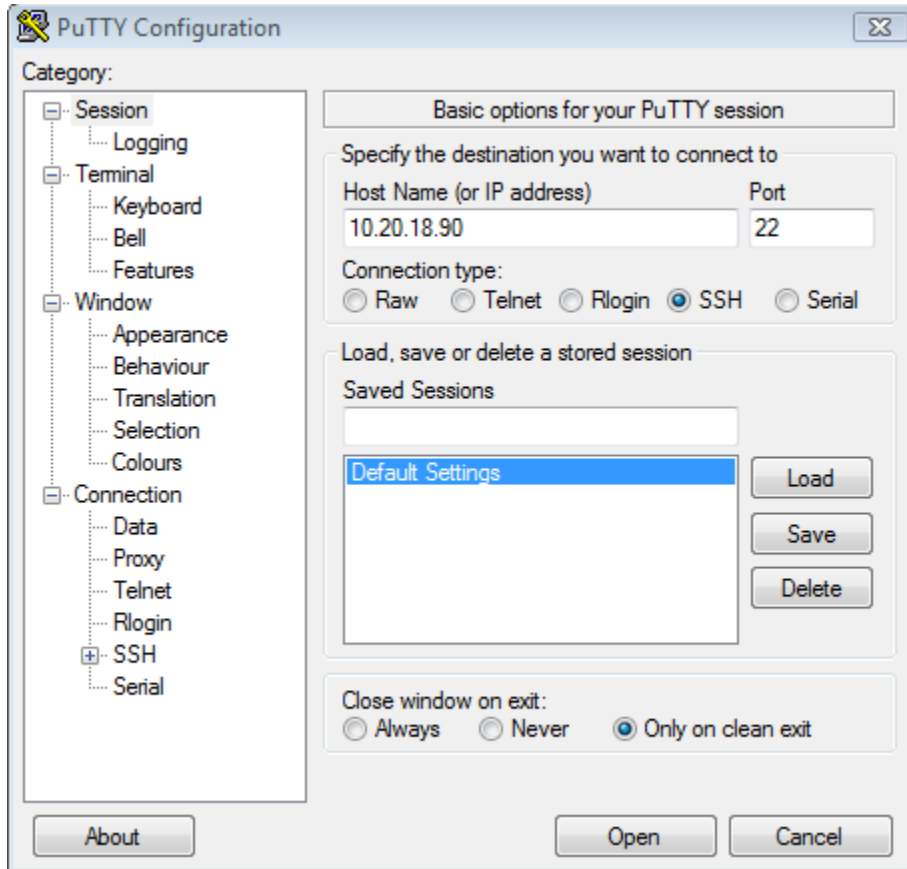 PuTTY Configuration
Category:
Session
Logging
Terminal
Keyboard
Bell
Features
Window
Appearance
Behaviour
Translation
Selection
Colours
Connection
Data
Proxy
Telnet
Rlogin
SSH
Serial
Basic options for your PuTTY session
Specify the destination you want to connect to
Host Name (or IP address) Port
10.20.18.90 22
Connection type:
Raw Telnet Rlogin SSH Serial
Load, save or delete a stored session
Saved Sessions
Default Settings
Load
Save
Delete
Close window on exit:
Always Never Only on clean exit
About Open Cancel